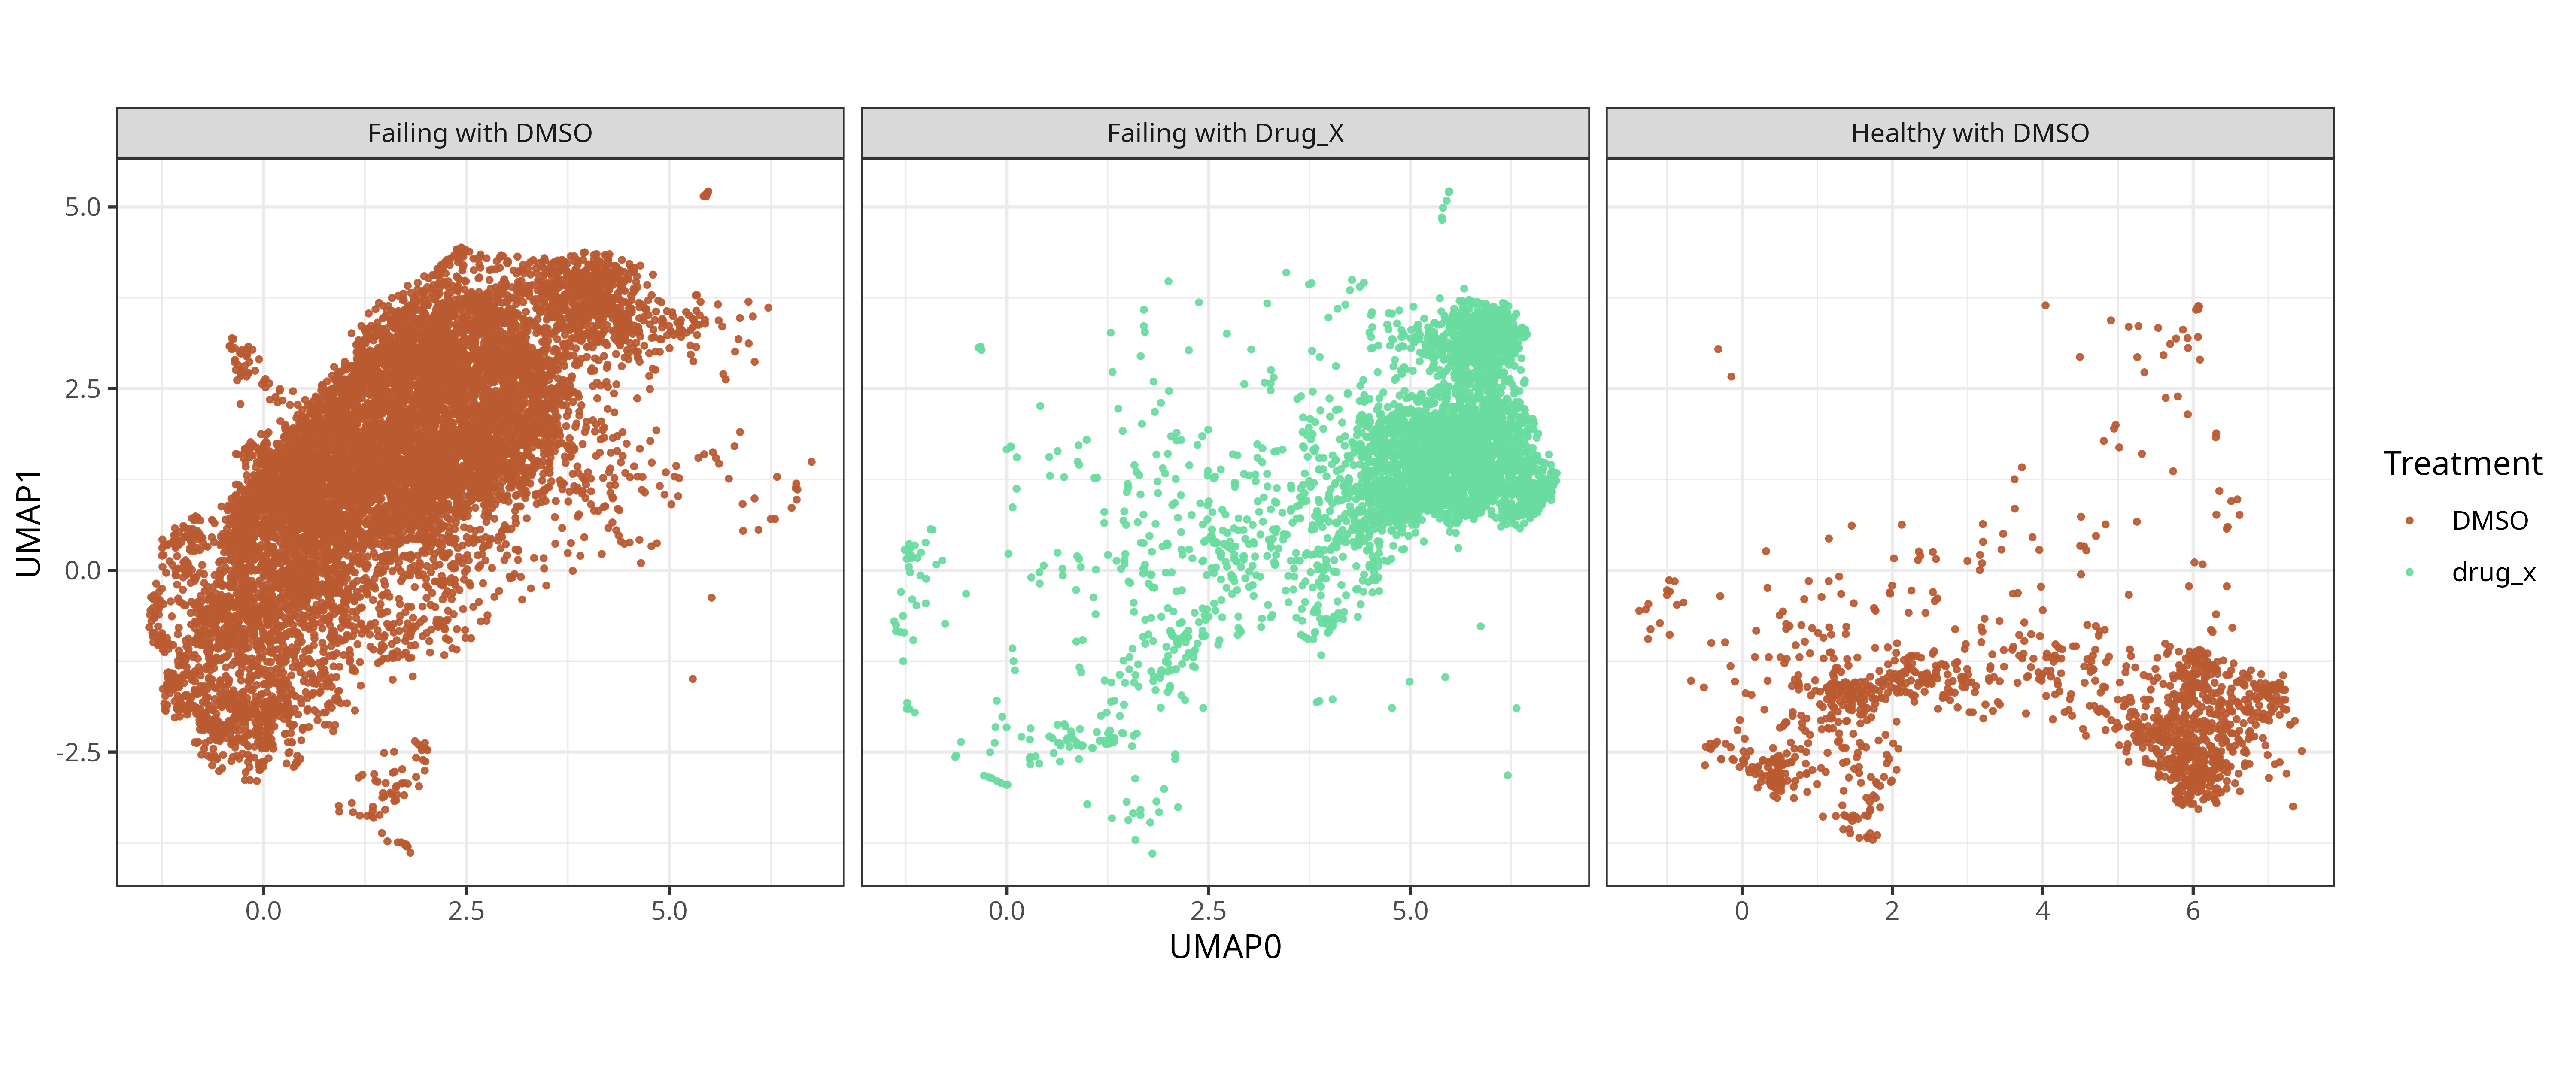 Failing with DMSO
Failing with Drug_X
Healthy with DMSO
5.0
2.5
0.0
-2.5
UMAP1
0.0 2.5 5.0
0.0 2.5 5.0
0 2 4 6
UMAP0
Treatment
DMSO
drug_x